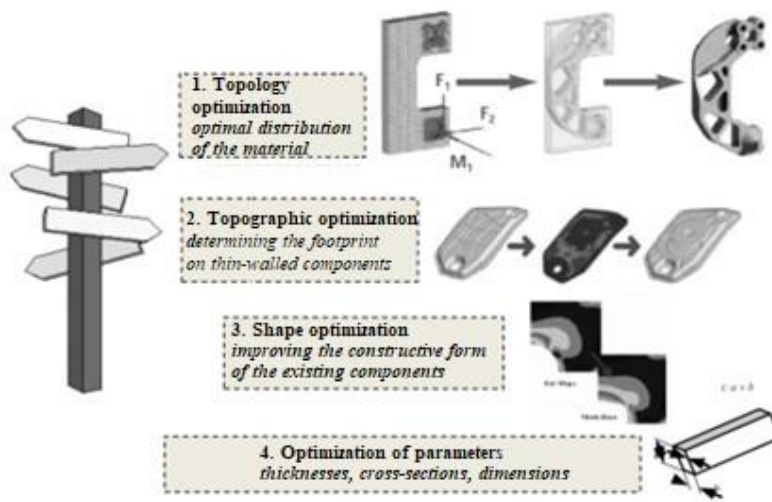 1. Topology
optimization
optimal distribution
of the material
F1
F2
M1
2. Topographic optimization
determining the footprint
on thin-walled components
3. Shape optimization
improving the constructive form
of the existing components
4. Optimization of parameters
thicknesses, cross-sections, dimensions